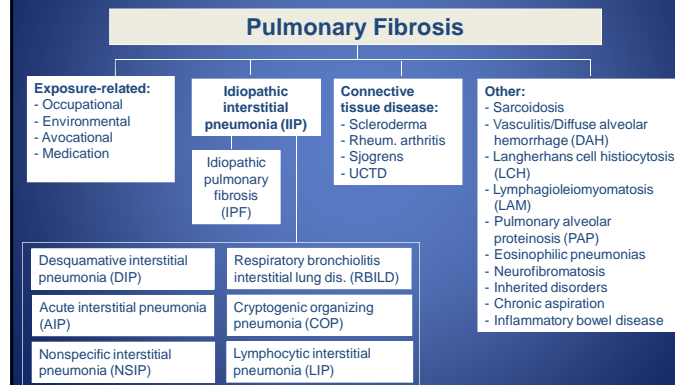 Pulmonary Fibrosis
Exposure-related:
- Occupational
- Environmental
- Avocational
- Medication
Idiopathic
interstitial
pneumonia (IIP)
Idiopathic
pulmonary
fibrosis
(IPF)
Connective
tissue disease:
- Scleroderma
- Rheum. arthritis
- Sjogrens
- UCTD
Other:
- Sarcoidosis
- Vasculitis/Diffuse alveolar
hemorrhage (DAH)
- Langherhans cell histiocytosis
(LCH)
- Lymphagioleiomyomatosis
(LAM)
- Pulmonary alveolar
proteinosis (PAP)
- Eosinophilic pneumonias
- Neurofibromatosis
- Inherited disorders
- Chronic aspiration
- Inflammatory bowel disease
Desquamative interstitial
pneumonia (DIP)
Respiratory bronchiolitis
interstitial lung dis. (RBILD)
Acute interstitial pneumonia
(AIP)
Cryptogenic organizing
pneumonia (COP)
Nonspecific interstitial
pneumonia (NSIP)
Lymphocytic interstitial
pneumonia (LIP)